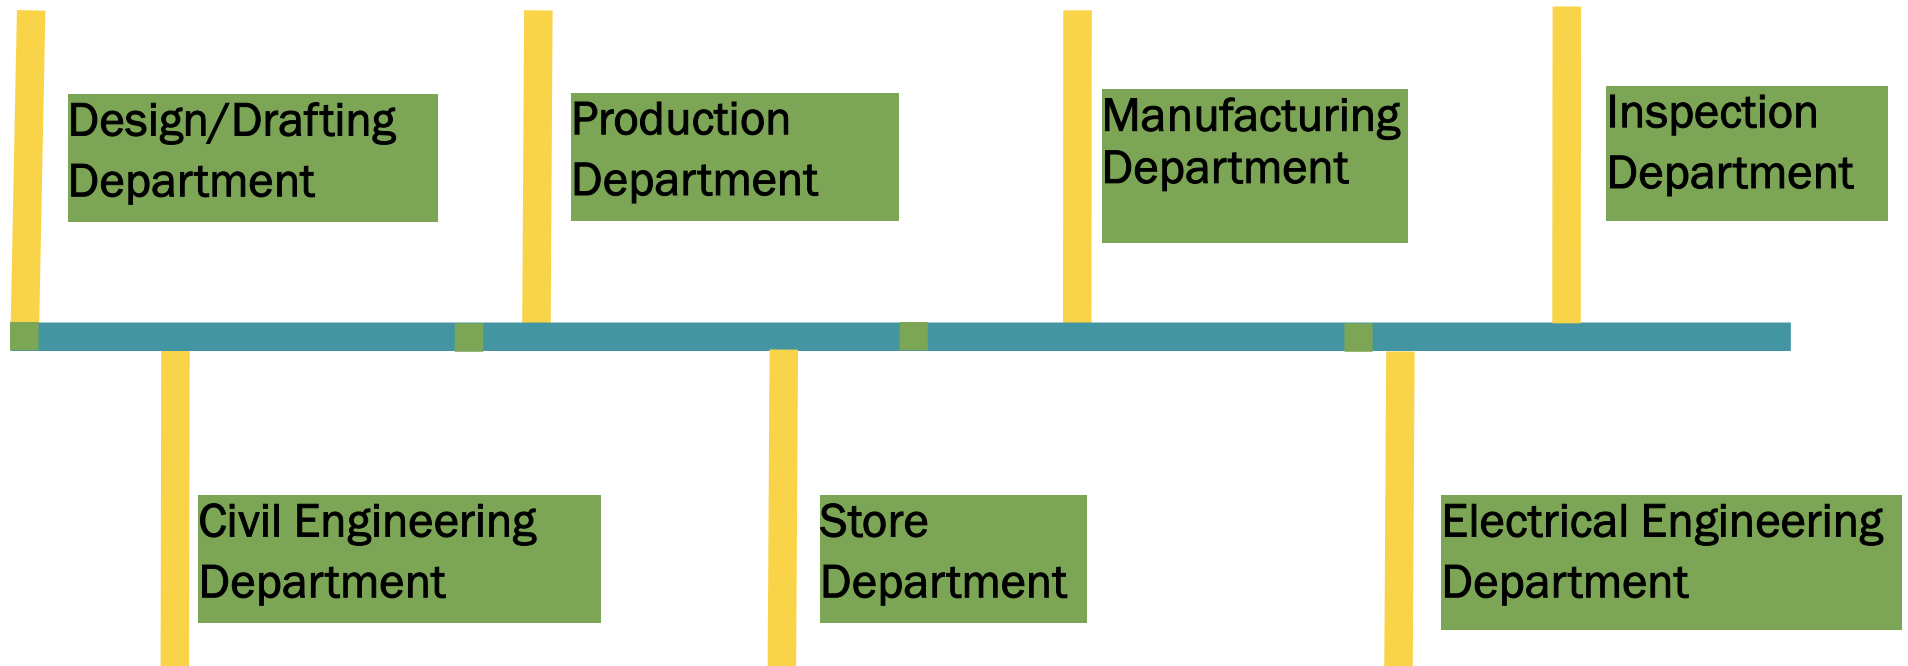 Design/Drafting
Department
Production
Department
Manufacturing
Department
Inspection
Department
Civil Engineering
Department
Store
Department
Electrical Engineering
Department